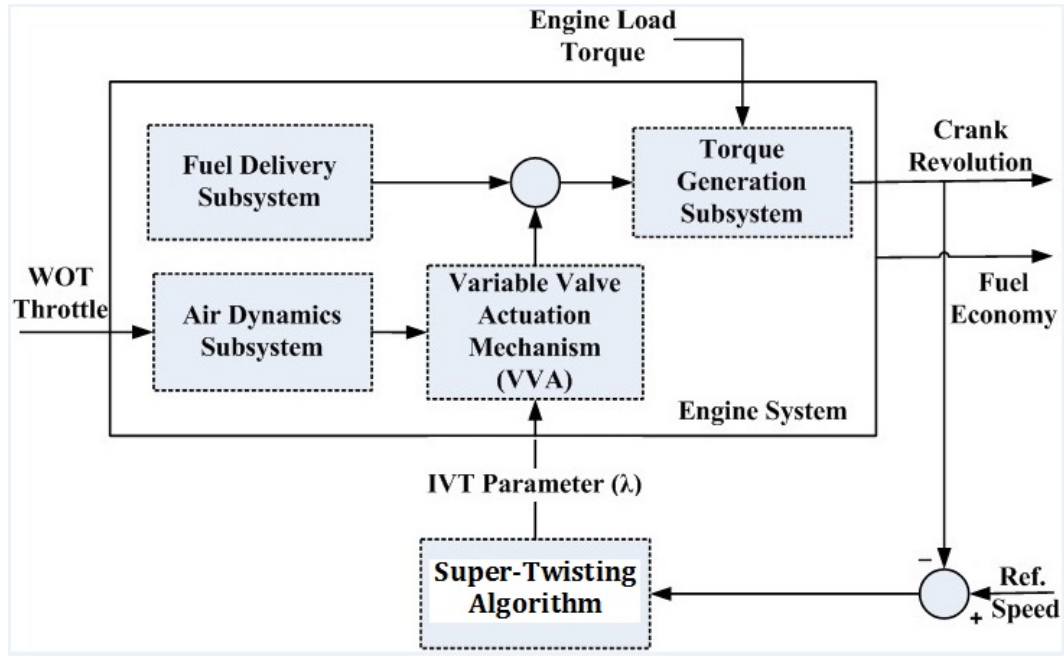 Engine Load
Torque
Fuel Delivery
Subsystem
Torque
Generation
Subsystem
Crank
Revolution
WOT
Throttle
Air Dynamics
Subsystem
Variable Valve
Actuation
Mechanism
(VVA)
Fuel
Economy
Engine System
IVT Parameter (λ)
Super-Twisting
Algorithm
−
+
Ref.
Speed